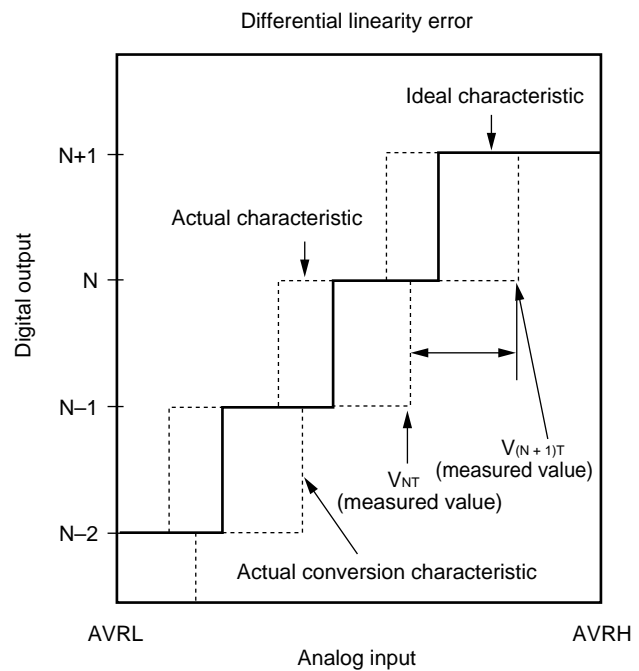 Differential linearity error
Ideal characteristic
N+1
Actual characteristic
N
Digital output
N–1
V(N + 1)T
(measured value)
VNT
(measured value)
N–2
Actual conversion characteristic
AVRL
AVRH
Analog input